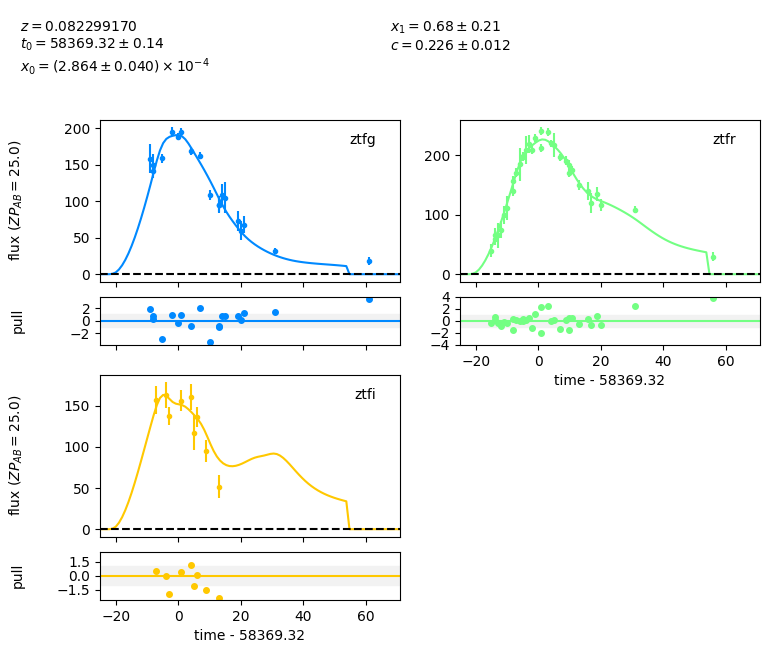 z = 0.082299170
t₀ = 58369.32 ± 0.14
x₀ = (2.864 ± 0.040) × 10⁻⁴
x₁ = 0.68 ± 0.21
c = 0.226 ± 0.012
flux (ZP_AB = 25.0)
200
150
100
50
0
ztfg
200
100
0
ztfr
pull
2
0
−2
4
2
0
−2
−4
−20
0
20
40
60
time - 58369.32
flux (ZP_AB = 25.0)
150
100
50
0
ztfi
pull
1.5
0.0
−1.5
−20
0
20
40
60
time - 58369.32